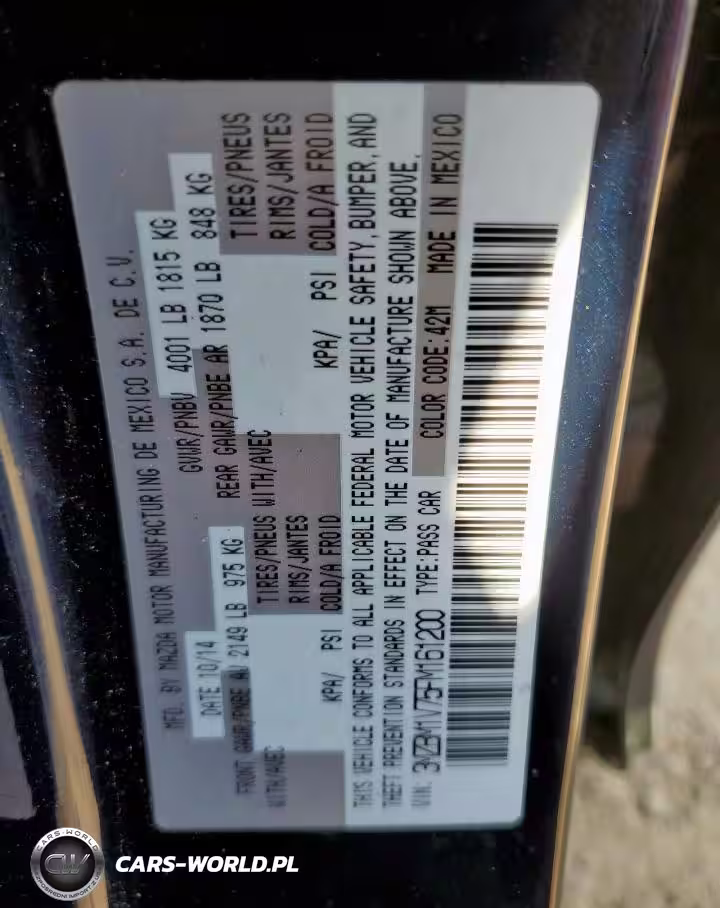 MFD. BY MAZDA MOTOR MANUFACTURING DE MEXICO S.A. DE C.V.
DATE 10/14 GVWR/PNBV 4001 LB 1815 KG
FRONT GAWR/PNBE AV 2149 LB 975 KG REAR GAWR/PNBE AR 1870 LB 848 KG
WITH/AVEC TIRES/PNEUS WITH/AVEC TIRES/PNEUS
RIMS/JANTES RIMS/JANTES
KPA/ PSI COLD/A FROID KPA/ PSI COLD/A FROID
THIS VEHICLE CONFORMS TO ALL APPLICABLE FEDERAL MOTOR VEHICLE SAFETY, BUMPER, AND
THEFT PREVENTION STANDARDS IN EFFECT ON THE DATE OF MANUFACTURE SHOWN ABOVE.
VIN: 3MZBM1V75FM161200 TYPE:PASS CAR COLOR CODE:42M MADE IN MEXICO
CARS-WORLD
CW
CARS-WORLD.PL